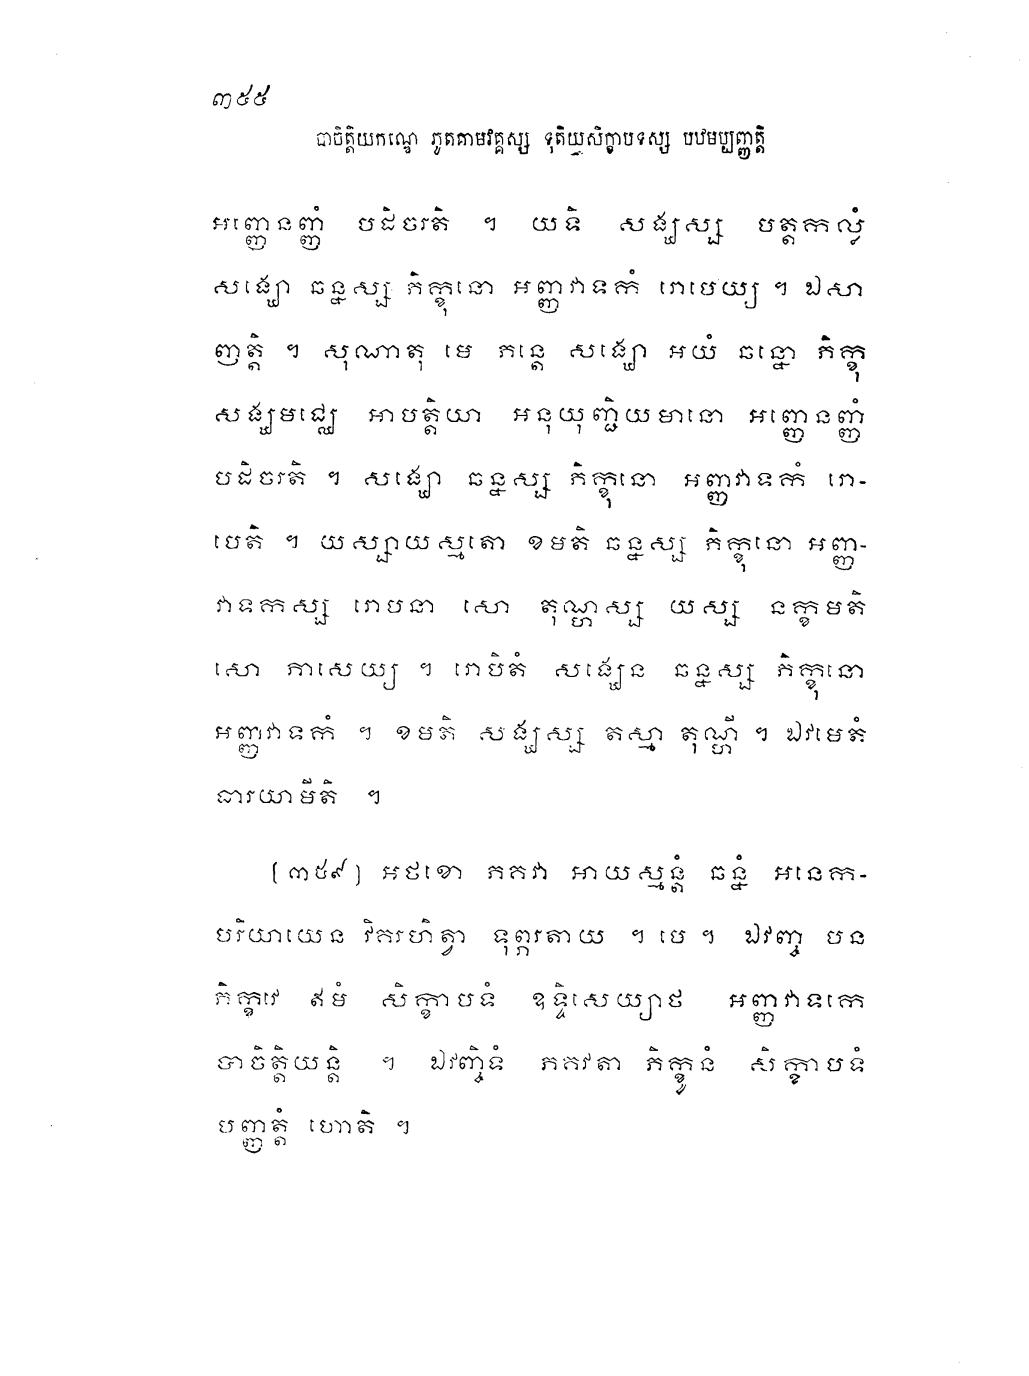 ៣៥៥
បាចិត្តិយកណ្ឌេ ភូតគាមវគ្គស្ស ទុតិយសិក្ខាបទស្ស បឋមប្បញ្ញត្តិ
អញ្ញេនញ្ញំ បដិចរតិ ។ យទិ សង្ឃស្ស បត្តកល្លំ
សង្ឃោ ឆន្នស្ស ភិក្ខុនោ អញ្ញវាទកំ រោបេយ្យ ។ ឯសា
ញត្តិ ។ សុណាតុ មេ ភន្តេ សង្ឃោ អយំ ឆន្នោ ភិក្ខុ
សង្ឃមជ្ឈេ អាបត្តិយា អនុយុញ្ជិយមានោ អញ្ញេនញ្ញំ
បដិចរតិ ។ សង្ឃោ ឆន្នស្ស ភិក្ខុនោ អញ្ញវាទកំ រោ-
បេតិ ។ យស្សាយស្មតោ ខមតិ ឆន្នស្ស ភិក្ខុនោ អញ្ញ-
វាទកស្ស រោបនា សោ តុណ្ហស្ស យស្ស នក្ខមតិ
សោ ភាសេយ្យ ។ រោបិតំ សង្ឃេន ឆន្នស្ស ភិក្ខុនោ
អញ្ញវាទកំ ។ ខមតិ សង្ឃស្ស តស្មា តុណ្ហី ។ ឯវមេតំ
ធារយាមីតិ ។
[៣៥៩] អថខោ ភគវា អាយស្មន្តំ ឆន្នំ អនេក-
បរិយាយេន វិគរហិត្វា ទុព្ភរតាយ ។ បេ ។ ឯវញ្ច បន
ភិក្ខវេ ឥមំ សិក្ខាបទំ ឧទ្ទិសេយ្យាថ អញ្ញវាទកេ
បាចិត្តិយន្តិ ។ ឯវញ្ចិទំ ភគវតា ភិក្ខូនំ សិក្ខាបទំ
បញ្ញត្តំ ហោតិ ។